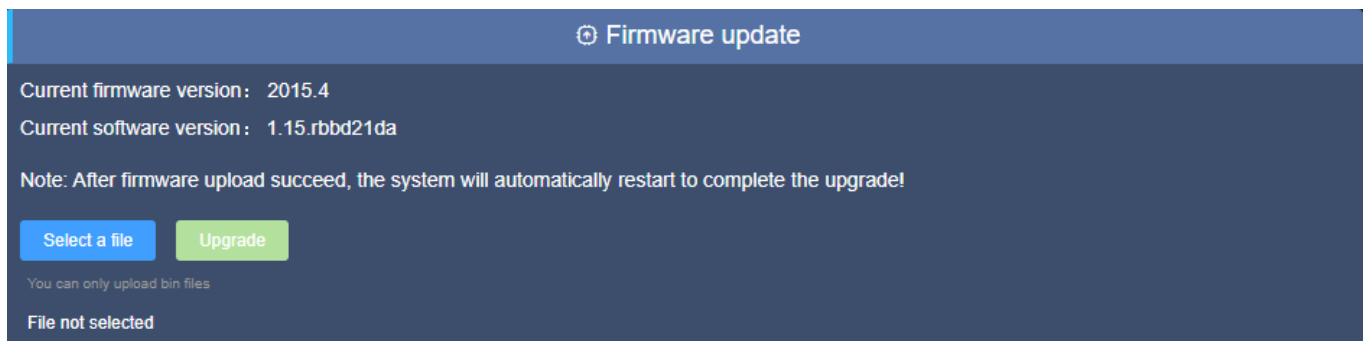 Firmware update
Current firmware version： 2015.4
Current software version： 1.15.rbbd21da
Note: After firmware upload succeed, the system will automatically restart to complete the upgrade!
Select a file Upgrade
You can only upload bin files
File not selected